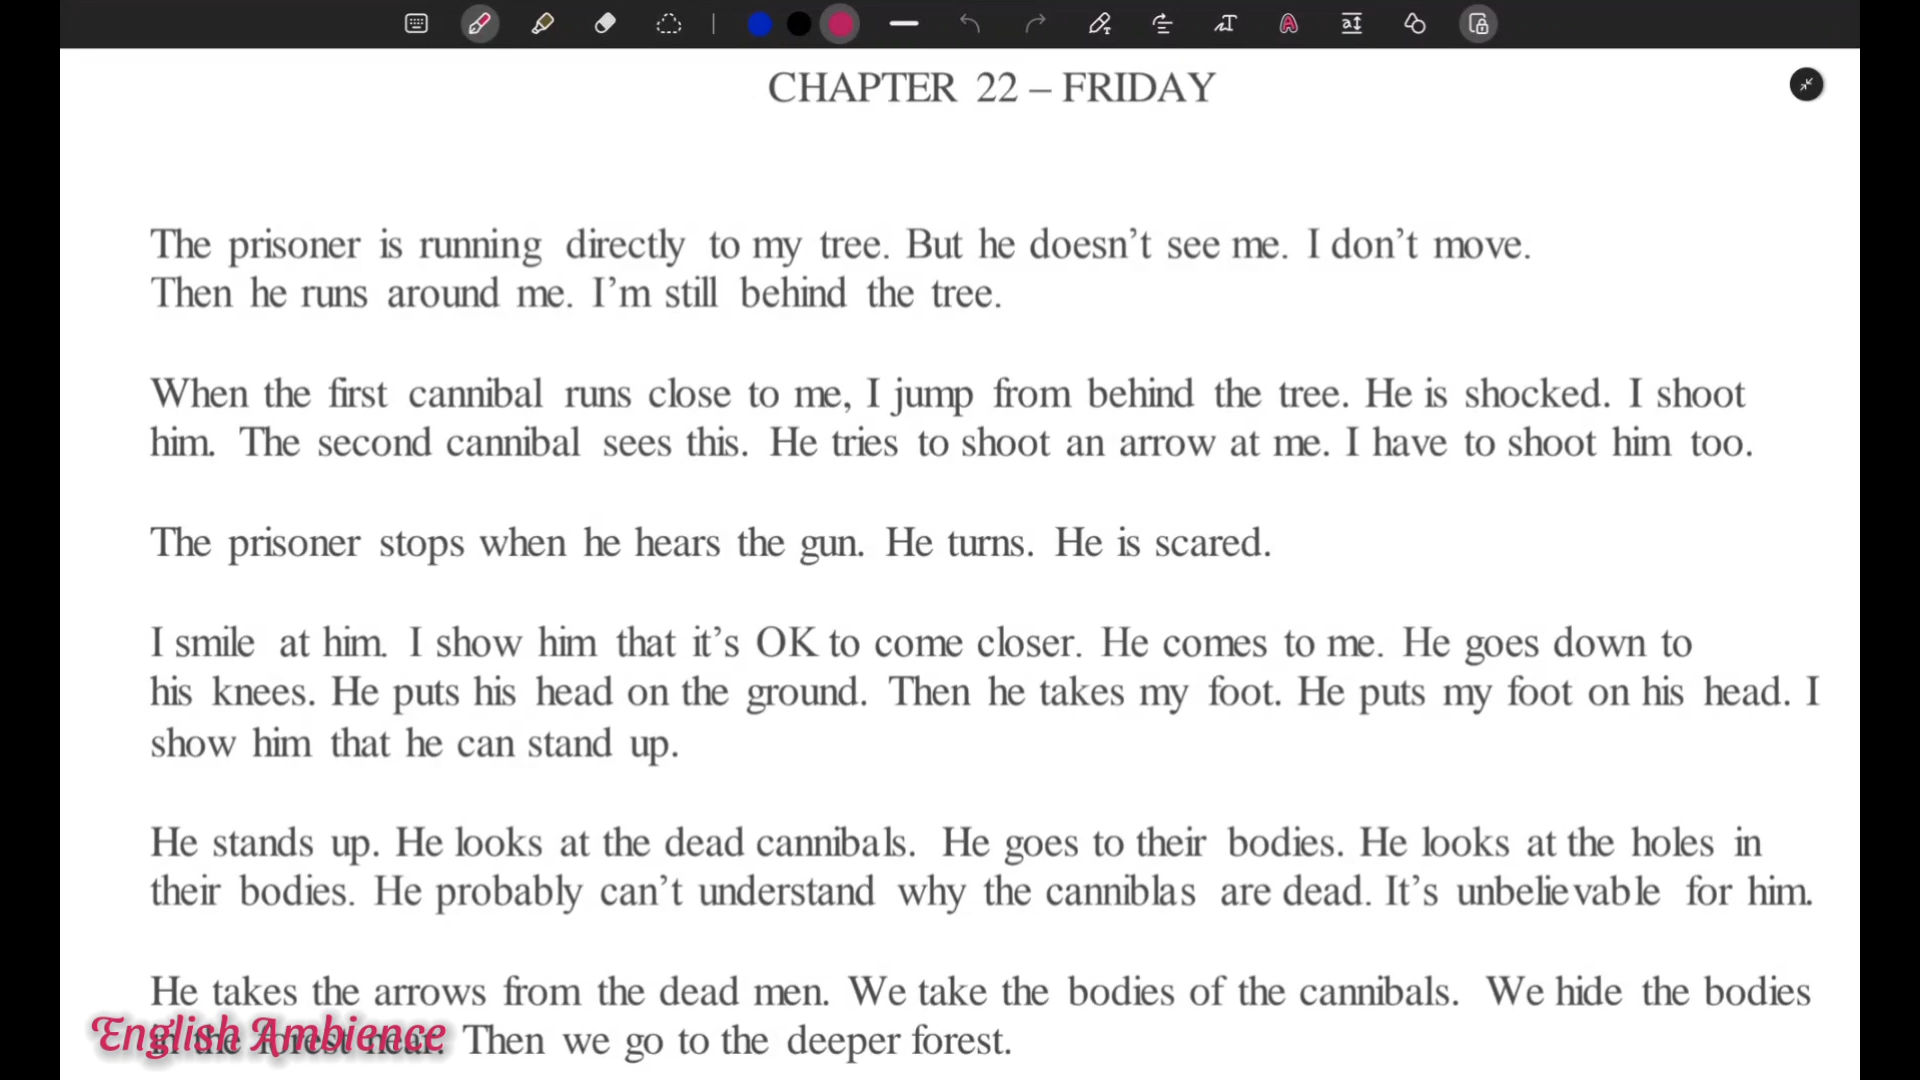 CHAPTER 22 – FRIDAY
The prisoner is running directly to my tree. But he doesn’t see me. I don’t move.
Then he runs around me. I’m still behind the tree.
When the first cannibal runs close to me, I jump from behind the tree. He is shocked. I shoot
him. The second cannibal sees this. He tries to shoot an arrow at me. I have to shoot him too.
The prisoner stops when he hears the gun. He turns. He is scared.
I smile at him. I show him that it’s OK to come closer. He comes to me. He goes down to
his knees. He puts his head on the ground. Then he takes my foot. He puts my foot on his head. I
show him that he can stand up.
He stands up. He looks at the dead cannibals. He goes to their bodies. He looks at the holes in
their bodies. He probably can’t understand why the canniblas are dead. It’s unbelievable for him.
He takes the arrows from the dead men. We take the bodies of the cannibals. We hide the bodies
in the forest near. Then we go to the deeper forest.
English Ambience